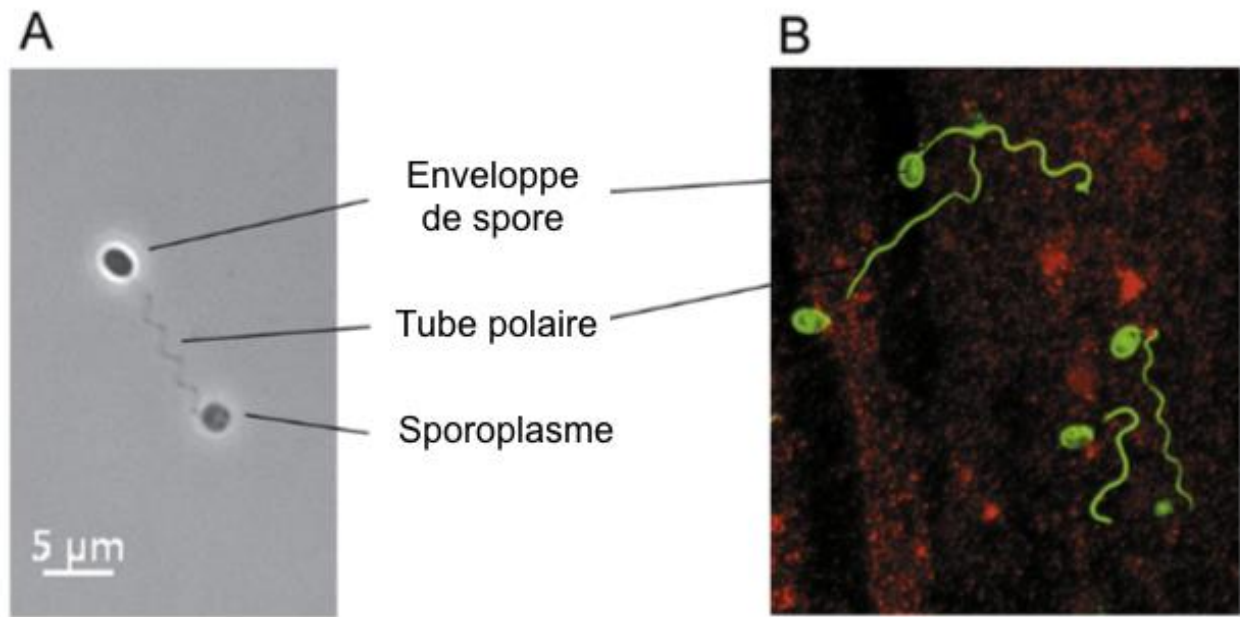 A
B
Enveloppe
de spore
Tube polaire
Sporoplasme
5 µm